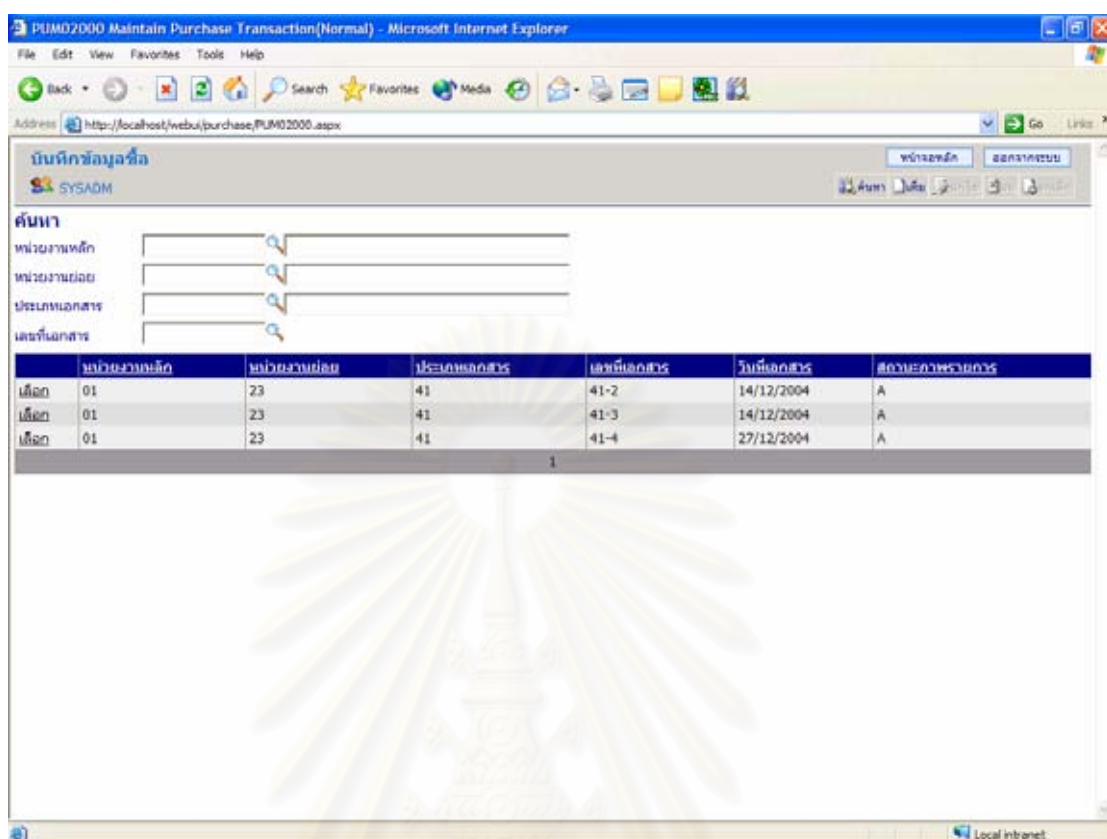 PUM02000 Maintain Purchase Transaction(Normal) - Microsoft Internet Explorer
File Edit View Favorites Tools Help
Back Search Favorites Media
Address http://localhost/webui/purchase/PUM02000.aspx Go Links
บันทึกข้อมูลซื้อ หน้าจอหลัก ออกจากระบบ
SYSADM ค้นหา เพิ่ม
ค้นหา
หน่วยงานหลัก
หน่วยงานย่อย
ประเภทเอกสาร
เลขที่เอกสาร
หน่วยงานหลัก หน่วยงานย่อย ประเภทเอกสาร เลขที่เอกสาร วันที่เอกสาร สถานะภาพรายการ
เลือก 01 23 41 41-2 14/12/2004 A
เลือก 01 23 41 41-3 14/12/2004 A
เลือก 01 23 41 41-4 27/12/2004 A
1
Local intranet